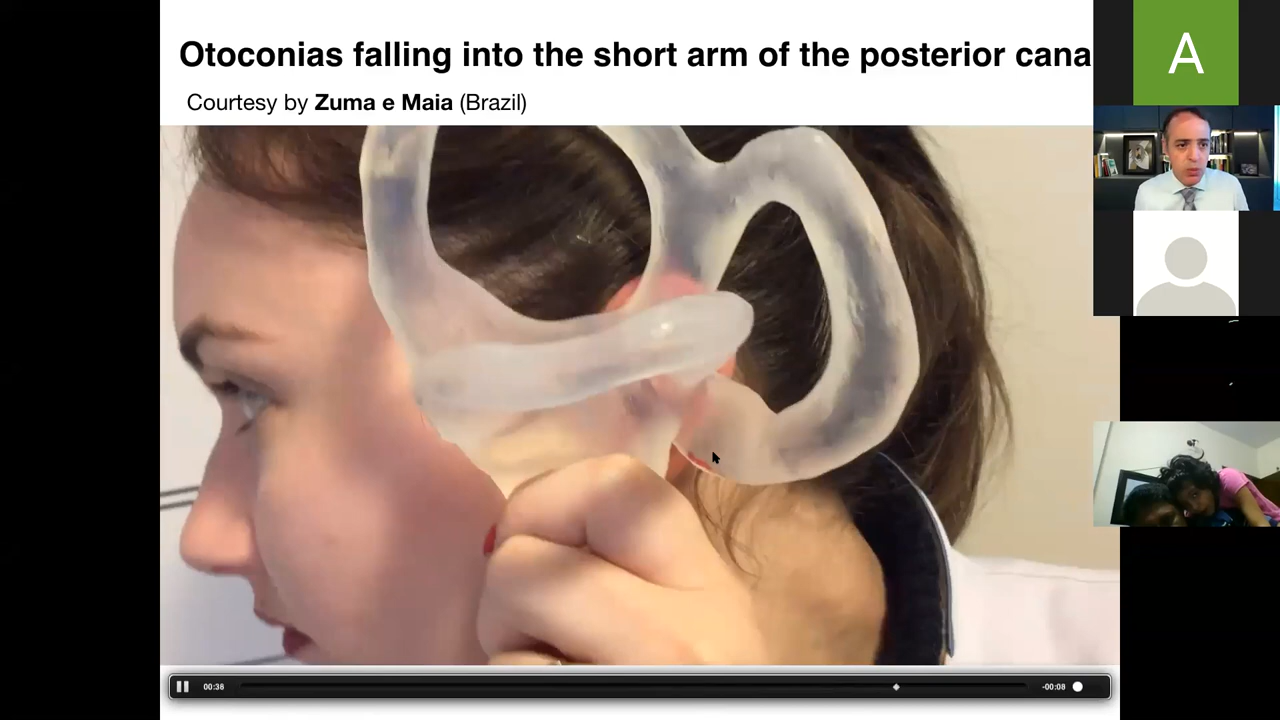 Otoconias falling into the short arm of the posterior cana
Courtesy by Zuma e Maia (Brazil)
A
00:38
-00:08